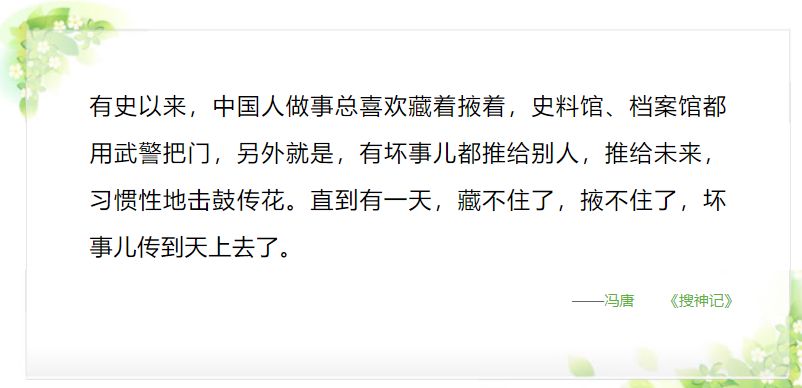 有史以来，中国人做事总喜欢藏着掖着，史料馆、档案馆都
用武警把门，另外就是，有坏事儿都推给别人，推给未来，
习惯性地击鼓传花。直到有一天，藏不住了，掖不住了，坏
事儿传到天上去了。
——冯唐　　《搜神记》